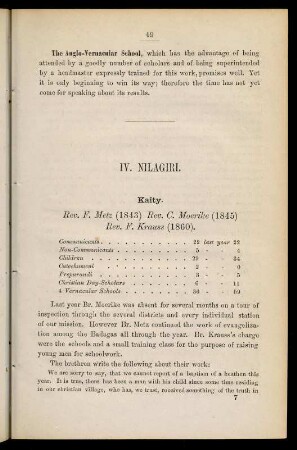 49
The Anglo-Vernacular School, which has the advantage of being
attended by a goodly number of scholars and of being superintended
by a headmaster expressly trained for this work, promises well. Yet
it is only beginning to win its way; therefore the time has not yet
come for speaking about its results.
IV. NILAGIRI.
Kaity.
Rev. F. Metz (1843) Rev. C. Moerike (1845)
Rev. F. Krauss (1860).
Communicants . . . . . . . . 22 last year 22
Non-Communicants . . . . . . . 5 " "
Children . . . . . . . . . 29 " " 34
Catechumens . . . . . . . . 2 " " 0
Preparandi . . . . . . . . 3 " " 5
Christian Day-Scholars . . . . . . 6 " " 11
4 Vernacular Schools . . . . . . 80 " " 80
Last year Br. Moerike was absent for several months on a tour of
inspection through the several districts and every individual station
of our mission. However Br. Metz continued the work of evangeliza-
tion among the Badagas all through the year. Br. Krauss's charge
were the schools and a small training class for the purpose of raising
young men for schoolwork.
The brethren write the following about their work:
We are sorry to say, that we cannot report of a baptism of a heathen this
year. It is true, there has been a man with his child since some time residing
in our christian village, who has, we trust, received something of the truth in
7